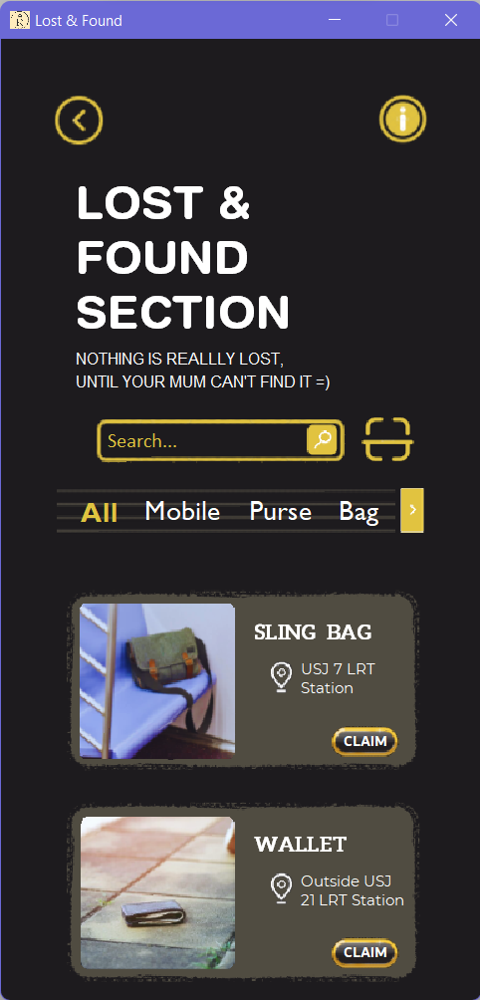 Lost & Found
LOST &
FOUND
SECTION
NOTHING IS REALLLY LOST,
UNTIL YOUR MUM CAN'T FIND IT =)
Search...
All Mobile Purse Bag
SLING BAG
USJ 7 LRT
Station
CLAIM
WALLET
Outside USJ
21 LRT Station
CLAIM